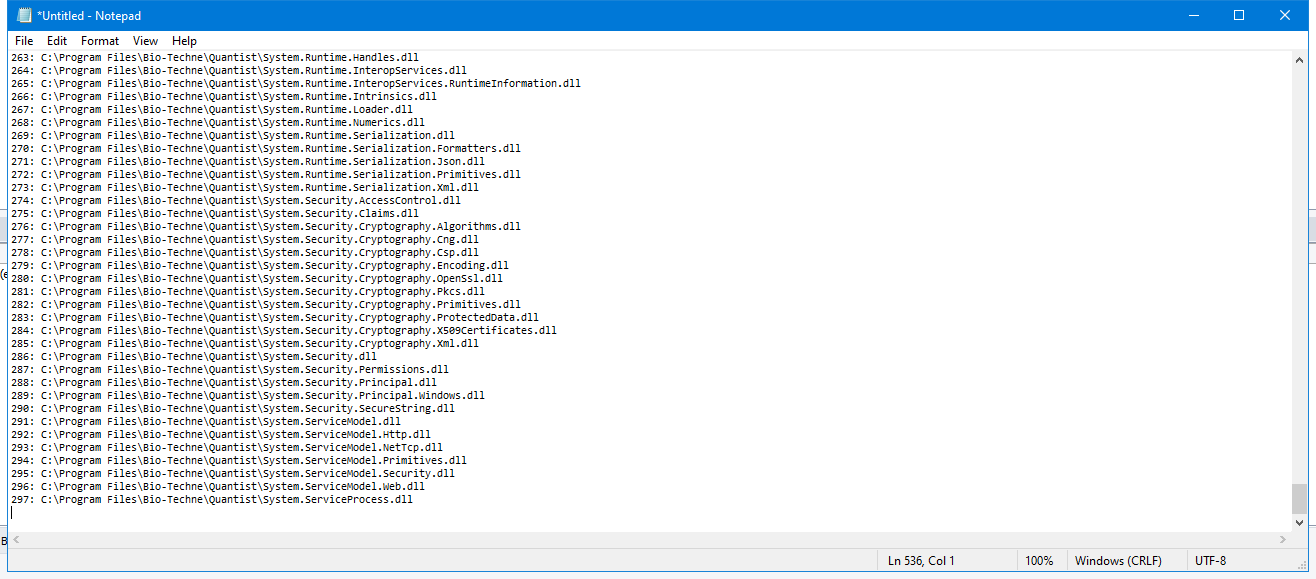 *Untitled - Notepad
File Edit Format View Help
263: C:\Program Files\Bio-Techne\Quantist\System.Runtime.Handles.dll
264: C:\Program Files\Bio-Techne\Quantist\System.Runtime.InteropServices.dll
265: C:\Program Files\Bio-Techne\Quantist\System.Runtime.InteropServices.RuntimeInformation.dll
266: C:\Program Files\Bio-Techne\Quantist\System.Runtime.Intrinsics.dll
267: C:\Program Files\Bio-Techne\Quantist\System.Runtime.Loader.dll
268: C:\Program Files\Bio-Techne\Quantist\System.Runtime.Numerics.dll
269: C:\Program Files\Bio-Techne\Quantist\System.Runtime.Serialization.dll
270: C:\Program Files\Bio-Techne\Quantist\System.Runtime.Serialization.Formatters.dll
271: C:\Program Files\Bio-Techne\Quantist\System.Runtime.Serialization.Json.dll
272: C:\Program Files\Bio-Techne\Quantist\System.Runtime.Serialization.Primitives.dll
273: C:\Program Files\Bio-Techne\Quantist\System.Runtime.Serialization.Xml.dll
274: C:\Program Files\Bio-Techne\Quantist\System.Security.AccessControl.dll
275: C:\Program Files\Bio-Techne\Quantist\System.Security.Claims.dll
276: C:\Program Files\Bio-Techne\Quantist\System.Security.Cryptography.Algorithms.dll
277: C:\Program Files\Bio-Techne\Quantist\System.Security.Cryptography.Cng.dll
278: C:\Program Files\Bio-Techne\Quantist\System.Security.Cryptography.Csp.dll
279: C:\Program Files\Bio-Techne\Quantist\System.Security.Cryptography.Encoding.dll
280: C:\Program Files\Bio-Techne\Quantist\System.Security.Cryptography.OpenSsl.dll
281: C:\Program Files\Bio-Techne\Quantist\System.Security.Cryptography.Pkcs.dll
282: C:\Program Files\Bio-Techne\Quantist\System.Security.Cryptography.Primitives.dll
283: C:\Program Files\Bio-Techne\Quantist\System.Security.Cryptography.ProtectedData.dll
284: C:\Program Files\Bio-Techne\Quantist\System.Security.Cryptography.X509Certificates.dll
285: C:\Program Files\Bio-Techne\Quantist\System.Security.Cryptography.Xml.dll
286: C:\Program Files\Bio-Techne\Quantist\System.Security.dll
287: C:\Program Files\Bio-Techne\Quantist\System.Security.Permissions.dll
288: C:\Program Files\Bio-Techne\Quantist\System.Security.Principal.dll
289: C:\Program Files\Bio-Techne\Quantist\System.Security.Principal.Windows.dll
290: C:\Program Files\Bio-Techne\Quantist\System.Security.SecureString.dll
291: C:\Program Files\Bio-Techne\Quantist\System.ServiceModel.dll
292: C:\Program Files\Bio-Techne\Quantist\System.ServiceModel.Http.dll
293: C:\Program Files\Bio-Techne\Quantist\System.ServiceModel.NetTcp.dll
294: C:\Program Files\Bio-Techne\Quantist\System.ServiceModel.Primitives.dll
295: C:\Program Files\Bio-Techne\Quantist\System.ServiceModel.Security.dll
296: C:\Program Files\Bio-Techne\Quantist\System.ServiceModel.Web.dll
297: C:\Program Files\Bio-Techne\Quantist\System.ServiceProcess.dll
Ln 536, Col 1 100% Windows (CRLF) UTF-8